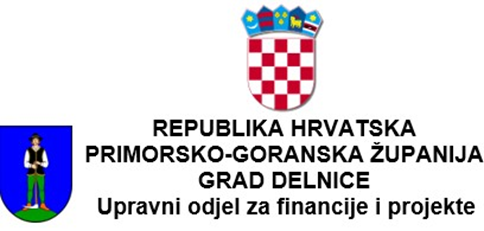 REPUBLIKA HRVATSKA
PRIMORSKO-GORANSKA ŽUPANIJA
GRAD DELNICE
Upravni odjel za financije i projekte